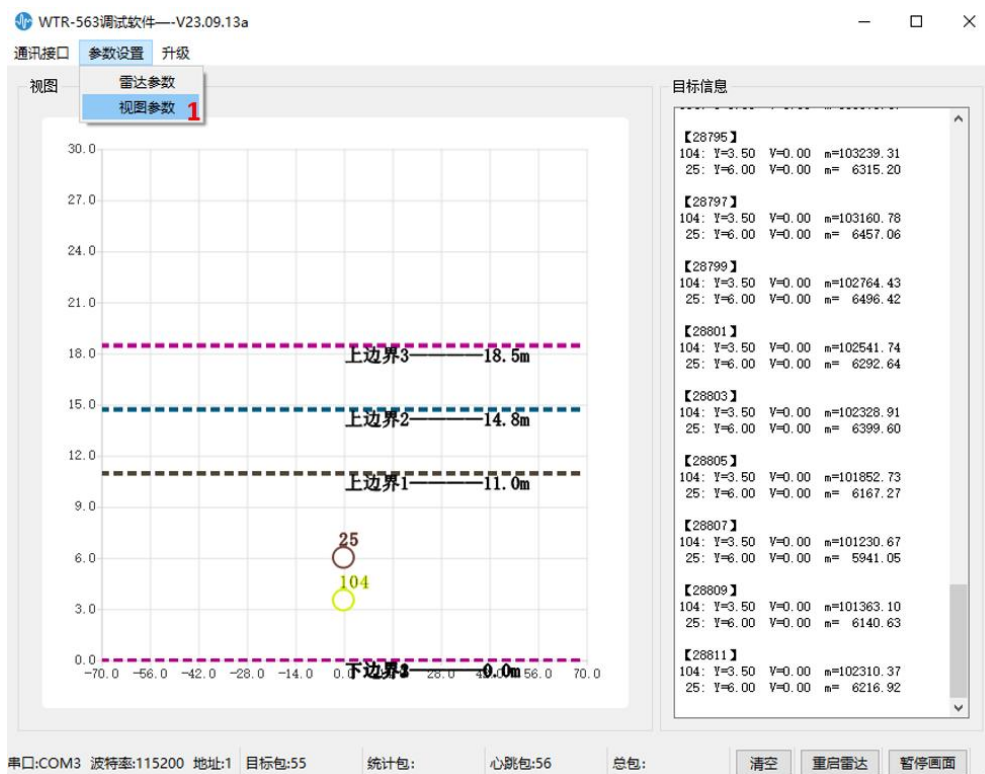 WTR-563调试软件—-V23.09.13a
通讯接口 参数设置 升级
雷达参数
视图参数 1
视图
30.0
27.0
24.0
21.0
18.0
15.0
12.0
9.0
6.0
3.0
0.0
上边界3————18.5m
上边界2————14.8m
上边界1————11.0m
25
104
-70.0 -56.0 -42.0 -28.0 -14.0 28.0 56.0 70.0
目标信息
【28795】
104: Y=3.50 V=0.00 m=103239.31
25: Y=6.00 V=0.00 m= 6315.20
【28797】
104: Y=3.50 V=0.00 m=103160.78
25: Y=6.00 V=0.00 m= 6457.06
【28799】
104: Y=3.50 V=0.00 m=102764.43
25: Y=6.00 V=0.00 m= 6496.42
【28801】
104: Y=3.50 V=0.00 m=102541.74
25: Y=6.00 V=0.00 m= 6292.64
【28803】
104: Y=3.50 V=0.00 m=102328.91
25: Y=6.00 V=0.00 m= 6399.60
【28805】
104: Y=3.50 V=0.00 m=101852.73
25: Y=6.00 V=0.00 m= 6167.27
【28807】
104: Y=3.50 V=0.00 m=101230.67
25: Y=6.00 V=0.00 m= 5941.05
【28809】
104: Y=3.50 V=0.00 m=101363.10
25: Y=6.00 V=0.00 m= 6140.63
【28811】
104: Y=3.50 V=0.00 m=102310.37
25: Y=6.00 V=0.00 m= 6216.92
串口:COM3 波特率:115200 地址:1 目标包:55 统计包: 心跳包:56 总包: 清空 重启雷达 暂停画面